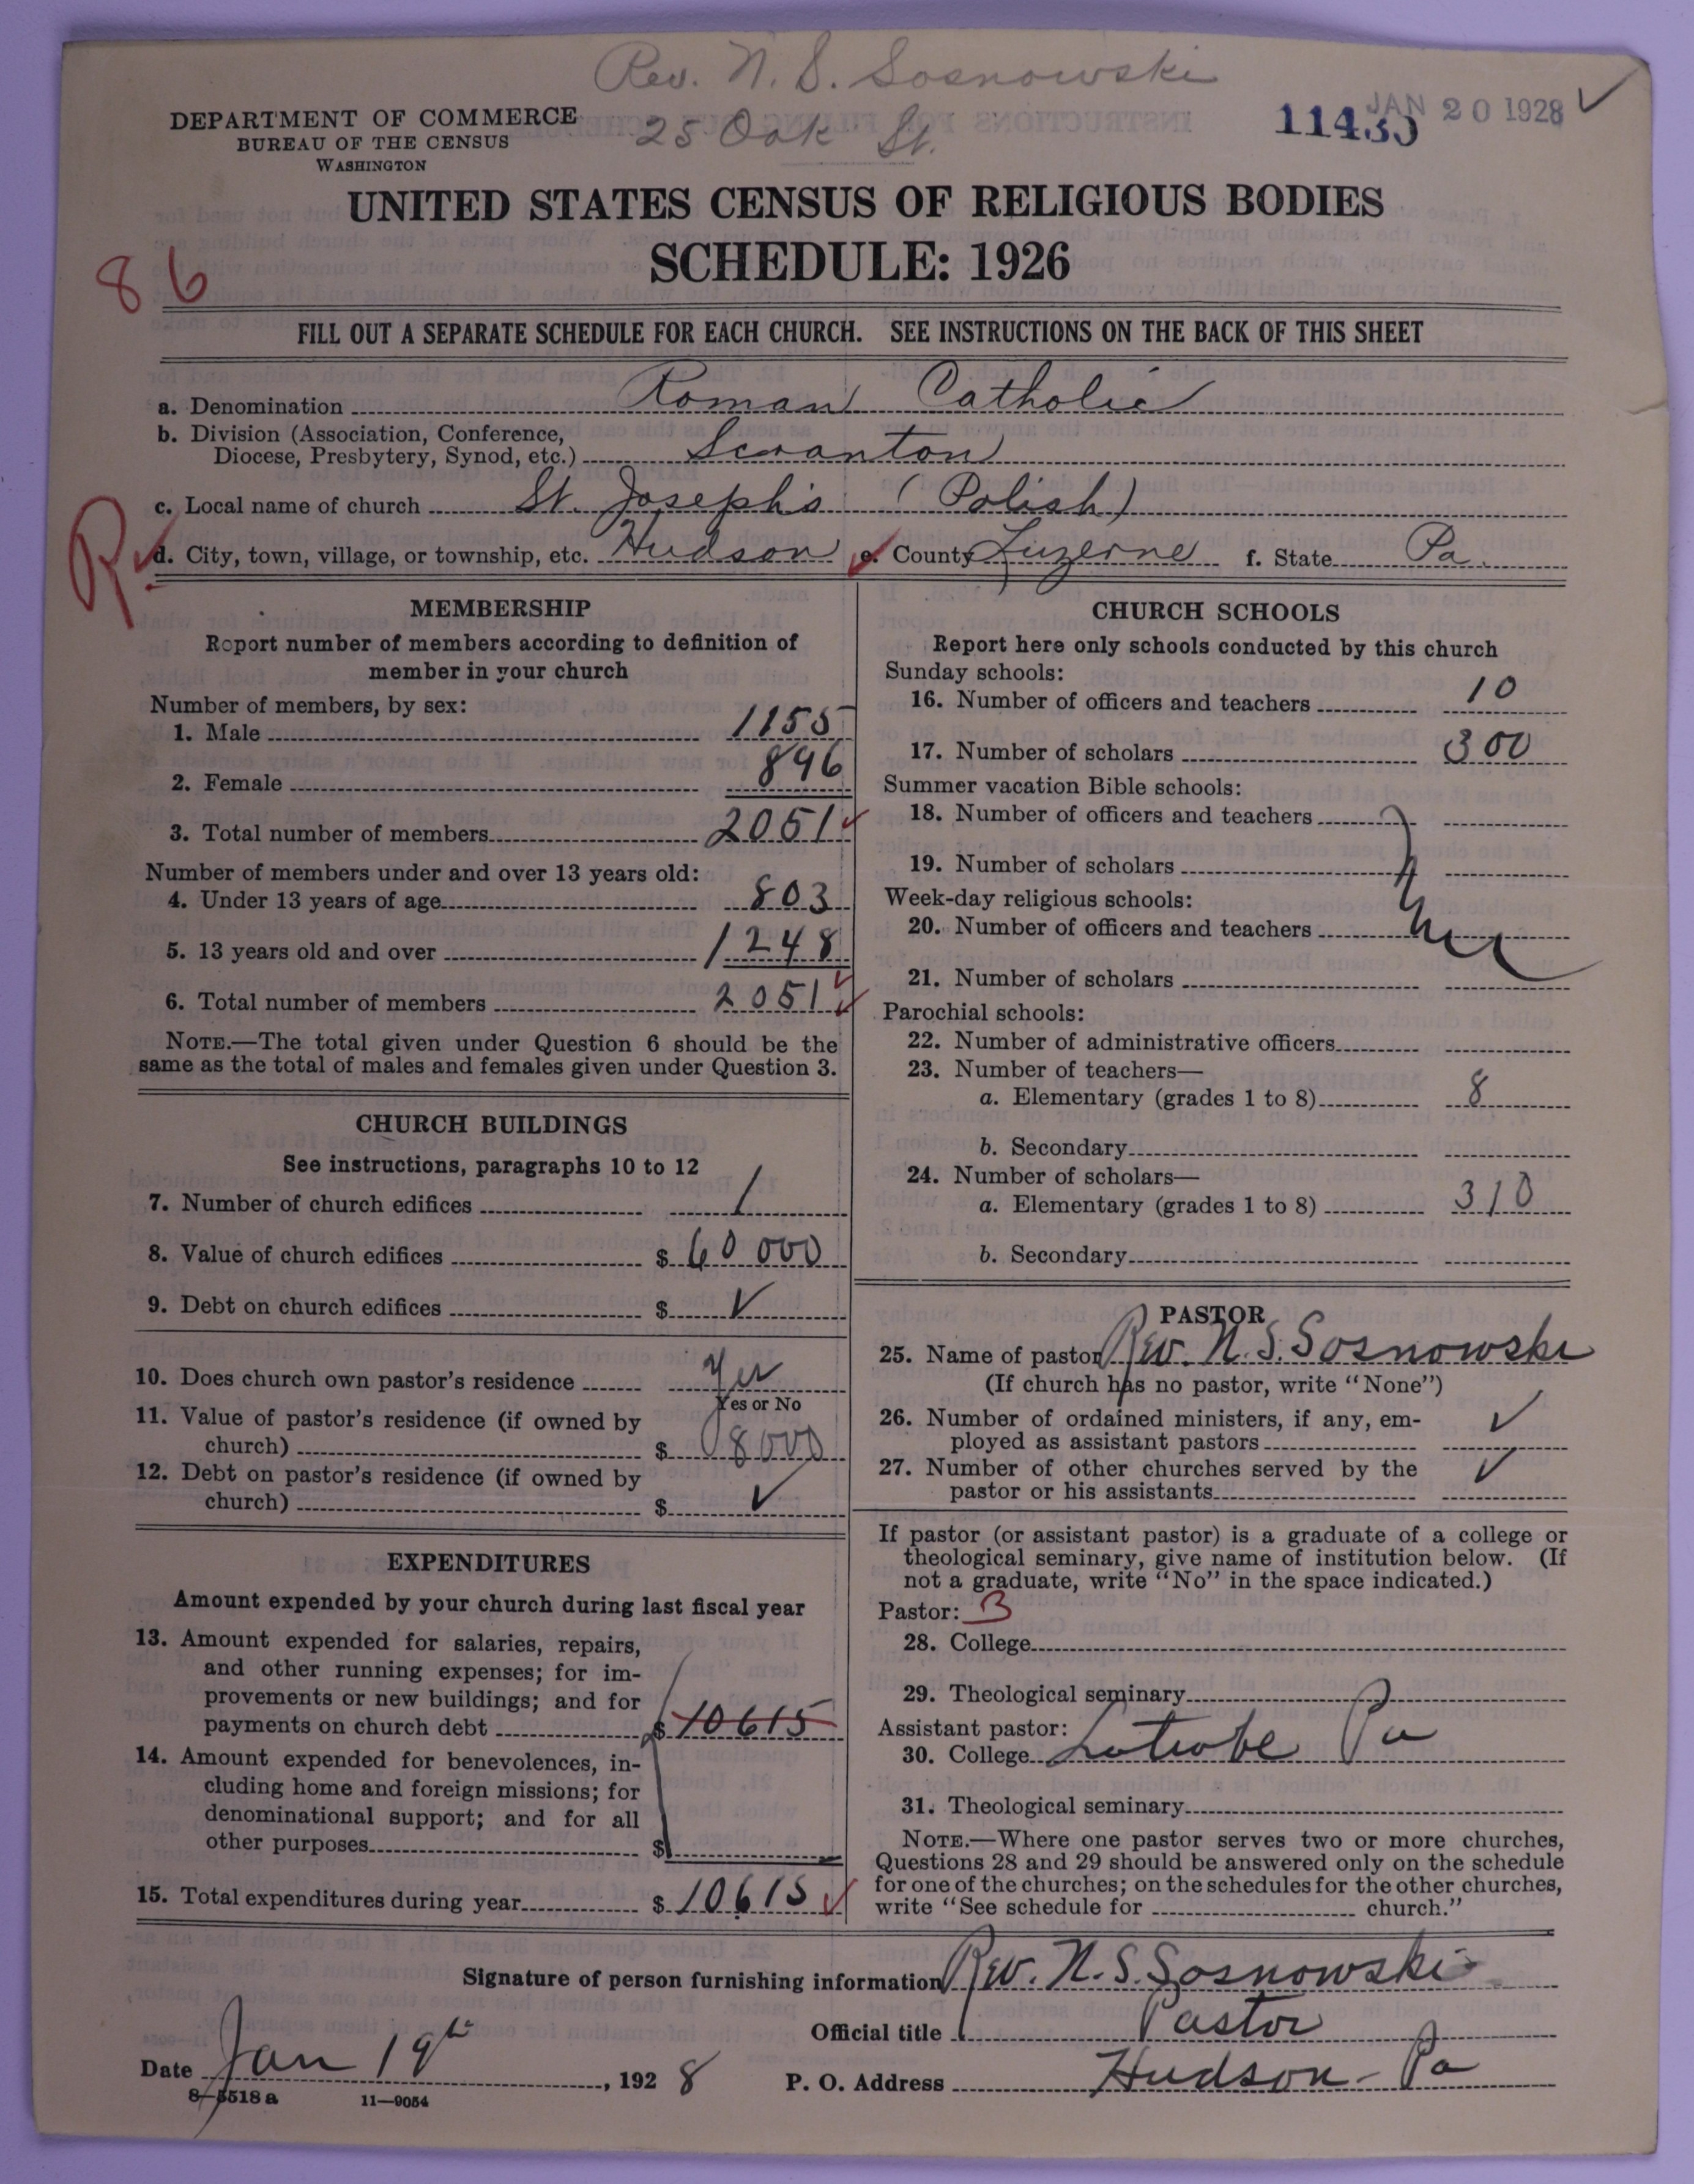 Rev. N. S. Sosnowski
25 Oak St.
DEPARTMENT OF COMMERCE
BUREAU OF THE CENSUS
WASHINGTON
JAN 20 1928 ✓
UNITED STATES CENSUS OF RELIGIOUS BODIES
SCHEDULE: 1926
86
FILL OUT A SEPARATE SCHEDULE FOR EACH CHURCH. SEE INSTRUCTIONS ON THE BACK OF THIS SHEET
a. Denomination Roman Catholic
b. Division (Association, Conference,
Diocese, Presbytery, Synod, etc.) Scranton
c. Local name of church St. Joseph's (Polish)
d. City, town, village, or township, etc. Hudson e. County Luzerne f. State Pa.
MEMBERSHIP
Report number of members according to definition of
member in your church
Number of members, by sex:
1. Male 1155
2. Female 896
3. Total number of members 2051 ✓
Number of members under and over 13 years old:
4. Under 13 years of age 803
5. 13 years old and over 1248
6. Total number of members 2051 ✓
NOTE.—The total given under Question 6 should be the
same as the total of males and females given under Question 3.
CHURCH BUILDINGS
See instructions, paragraphs 10 to 12
7. Number of church edifices 1
8. Value of church edifices $ 60 000
9. Debt on church edifices $ ✓
10. Does church own pastor's residence Yes
Yes or No
11. Value of pastor's residence (if owned by
church) $ 8000
12. Debt on pastor's residence (if owned by
church) $ ✓
EXPENDITURES
Amount expended by your church during last fiscal year
13. Amount expended for salaries, repairs,
and other running expenses; for im-
provements or new buildings; and for
payments on church debt $ 10615
14. Amount expended for benevolences, in-
cluding home and foreign missions; for
denominational support; and for all
other purposes $
15. Total expenditures during year $ 10615 ✓
CHURCH SCHOOLS
Report here only schools conducted by this church
Sunday schools:
16. Number of officers and teachers 10
17. Number of scholars 300
Summer vacation Bible schools:
18. Number of officers and teachers
19. Number of scholars
Week-day religious schools:
20. Number of officers and teachers
21. Number of scholars
Parochial schools:
22. Number of administrative officers
23. Number of teachers—
a. Elementary (grades 1 to 8) 8
b. Secondary
24. Number of scholars—
a. Elementary (grades 1 to 8) 310
b. Secondary
PASTOR
25. Name of pastor Rev. N. S. Sosnowski
(If church has no pastor, write "None")
26. Number of ordained ministers, if any, em-
ployed as assistant pastors ✓
27. Number of other churches served by the
pastor or his assistants ✓
If pastor (or assistant pastor) is a graduate of a college or
theological seminary, give name of institution below. (If
not a graduate, write "No" in the space indicated.)
Pastor: 3
28. College
29. Theological seminary
Assistant pastor:
30. College Latrobe Pa
31. Theological seminary
NOTE.—Where one pastor serves two or more churches,
Questions 28 and 29 should be answered only on the schedule
for one of the churches; on the schedules for the other churches,
write "See schedule for church."
Signature of person furnishing information Rev. N. S. Sosnowski
Official title Pastor
Date Jan 19th, 1928 P. O. Address Hudson - Pa
8—5518 a 11—9054